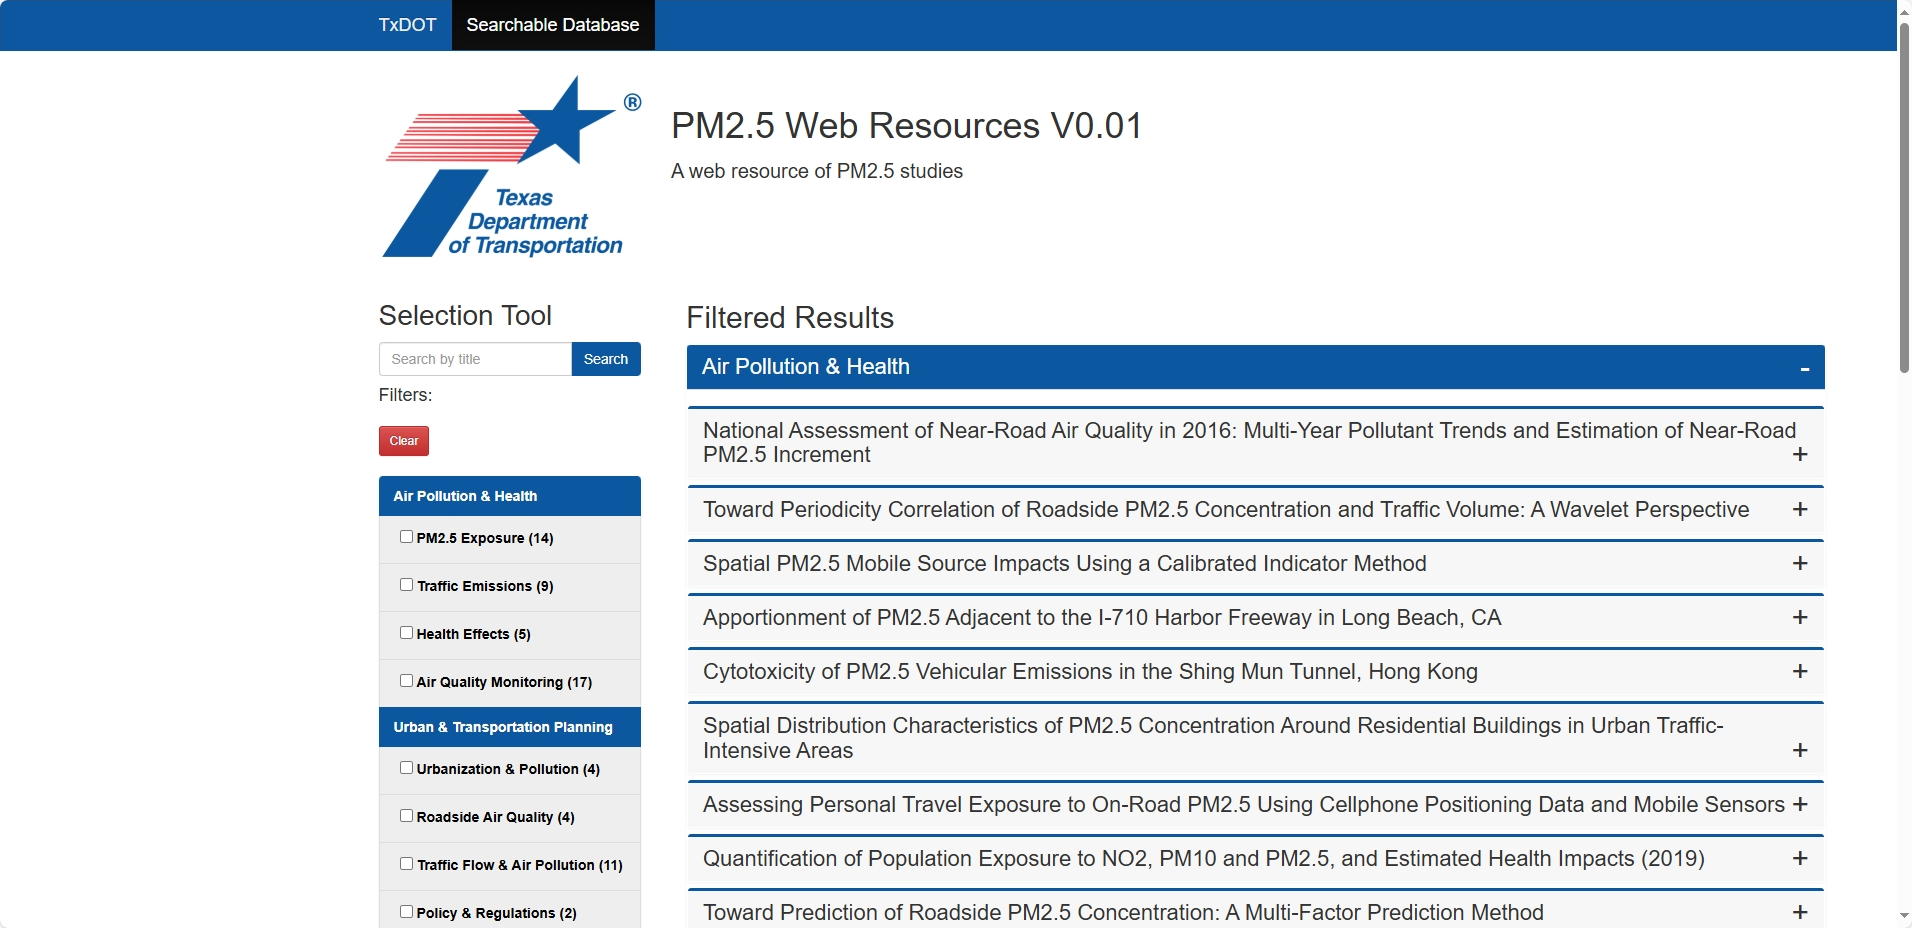 TxDOT
Searchable Database
®
Texas
Department
of Transportation
PM2.5 Web Resources V0.01
A web resource of PM2.5 studies
Selection Tool
Search by title
Search
Filters:
Clear
Air Pollution & Health
PM2.5 Exposure (14)
Traffic Emissions (9)
Health Effects (5)
Air Quality Monitoring (17)
Urban & Transportation Planning
Urbanization & Pollution (4)
Roadside Air Quality (4)
Traffic Flow & Air Pollution (11)
Policy & Regulations (2)
Filtered Results
Air Pollution & Health -
National Assessment of Near-Road Air Quality in 2016: Multi-Year Pollutant Trends and Estimation of Near-Road
PM2.5 Increment +
Toward Periodicity Correlation of Roadside PM2.5 Concentration and Traffic Volume: A Wavelet Perspective +
Spatial PM2.5 Mobile Source Impacts Using a Calibrated Indicator Method +
Apportionment of PM2.5 Adjacent to the I-710 Harbor Freeway in Long Beach, CA +
Cytotoxicity of PM2.5 Vehicular Emissions in the Shing Mun Tunnel, Hong Kong +
Spatial Distribution Characteristics of PM2.5 Concentration Around Residential Buildings in Urban Traffic-
Intensive Areas +
Assessing Personal Travel Exposure to On-Road PM2.5 Using Cellphone Positioning Data and Mobile Sensors +
Quantification of Population Exposure to NO2, PM10 and PM2.5, and Estimated Health Impacts (2019) +
Toward Prediction of Roadside PM2.5 Concentration: A Multi-Factor Prediction Method +